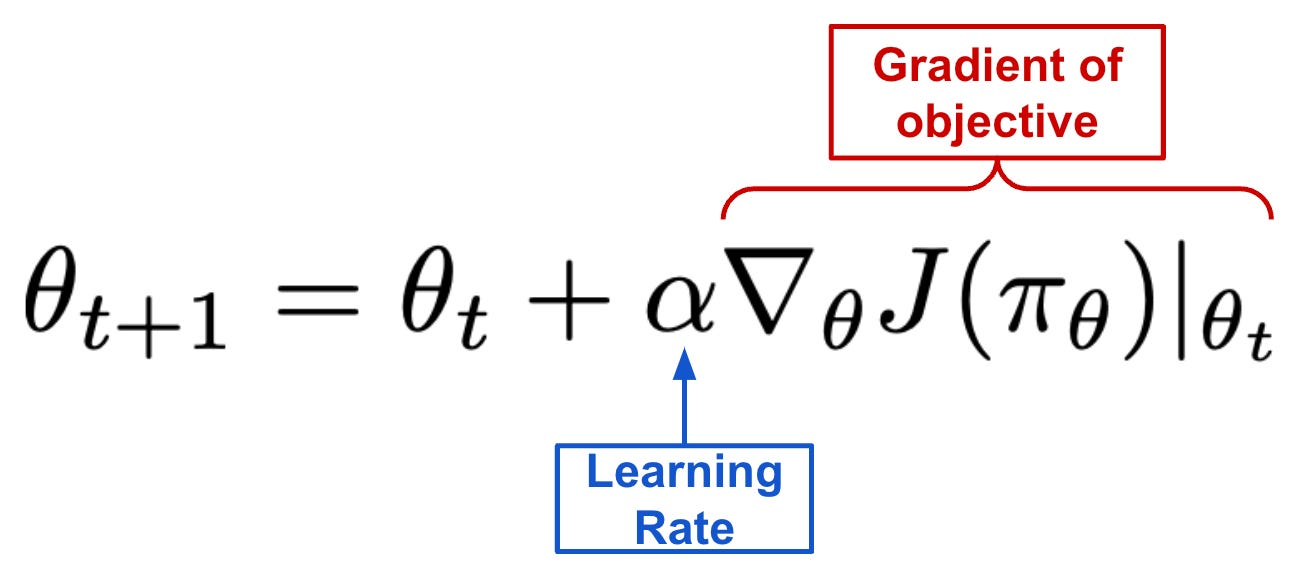 Gradient of
objective
θ_{t+1} = θ_t + α∇_θ J(π_θ)|_{θ_t}
Learning
Rate